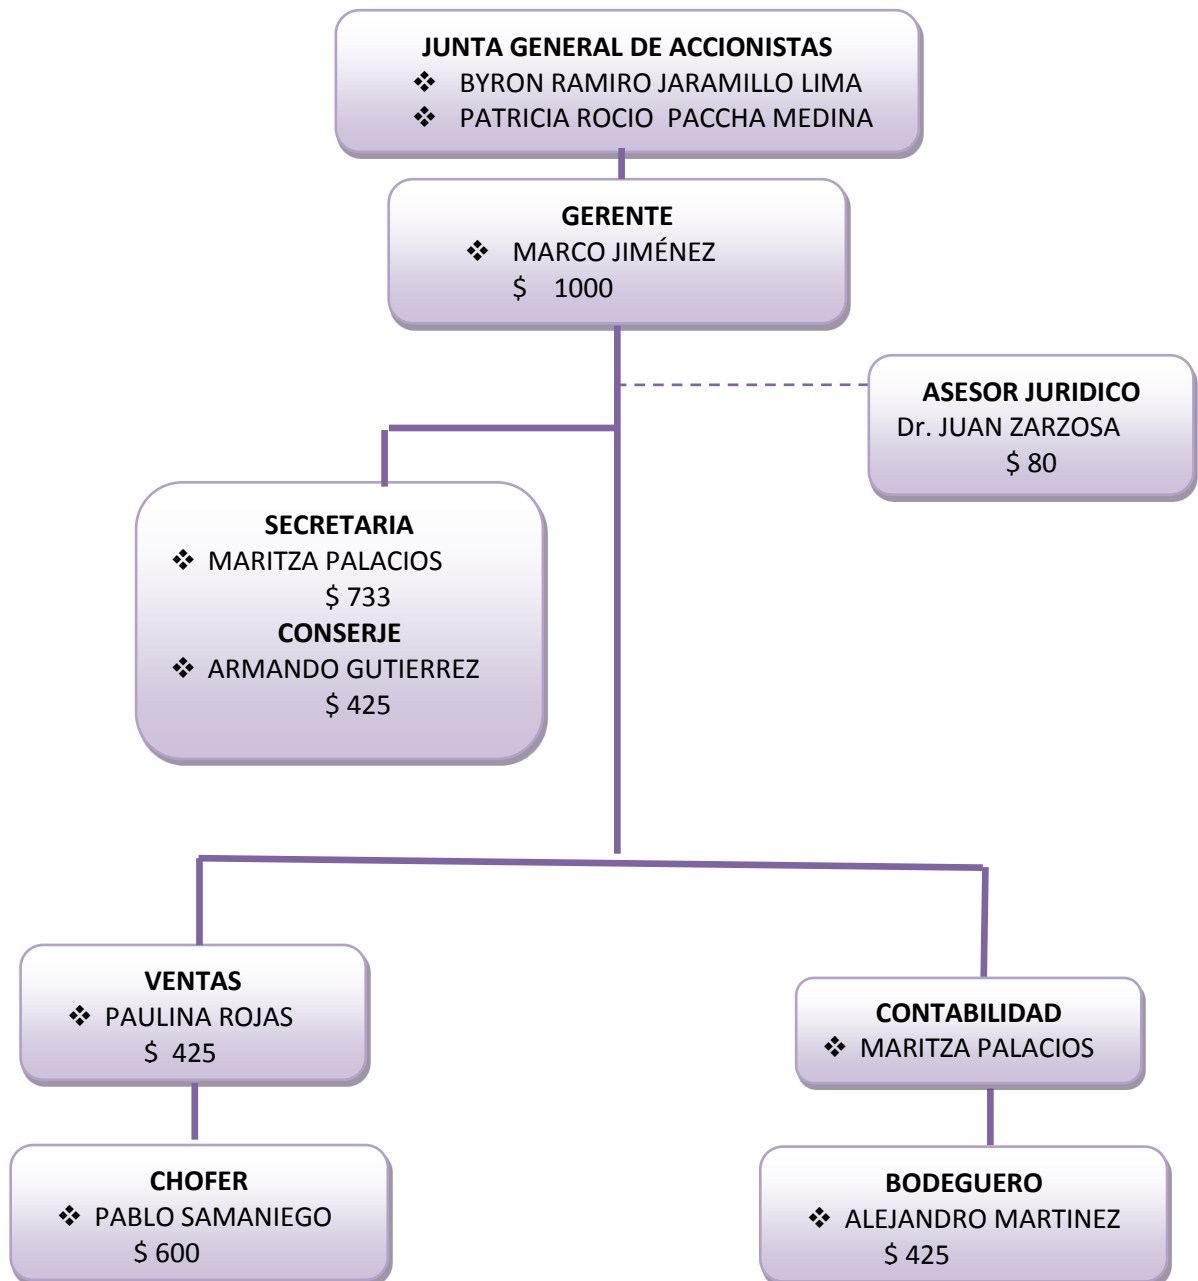 JUNTA GENERAL DE ACCIONISTAS
❖ BYRON RAMIRO JARAMILLO LIMA
❖ PATRICIA ROCIO PACCHA MEDINA
GERENTE
❖ MARCO JIMÉNEZ
$ 1000
ASESOR JURIDICO
Dr. JUAN ZARZOSA
$ 80
SECRETARIA
❖ MARITZA PALACIOS
$ 733
CONSERJE
❖ ARMANDO GUTIERREZ
$ 425
VENTAS
❖ PAULINA ROJAS
$ 425
CONTABILIDAD
❖ MARITZA PALACIOS
CHOFER
❖ PABLO SAMANIEGO
$ 600
BODEGUERO
❖ ALEJANDRO MARTINEZ
$ 425